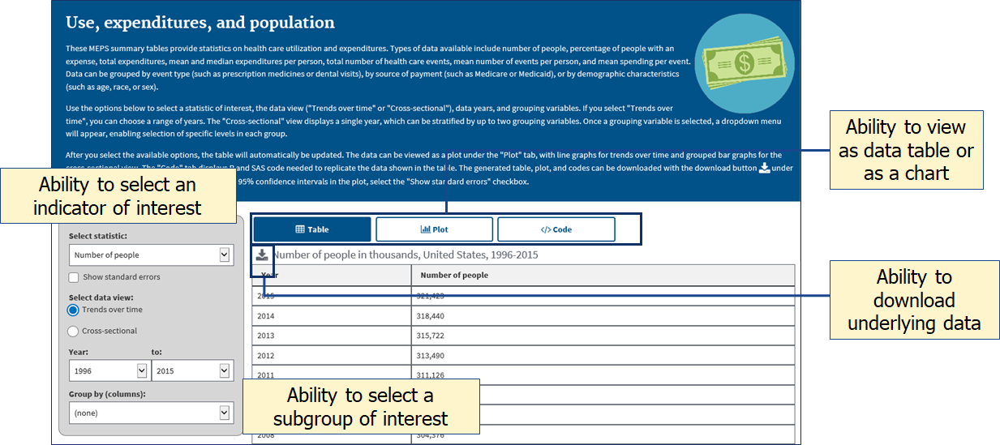 Use, expenditures, and population
These MEPS summary tables provide statistics on health care utilization and expenditures. Types of data available include number of people, percentage of people with an
expense, total expenditures, mean and median expenditures per person, total number of health care events, mean number of events per person, and mean spending per event.
Data can be grouped by event type (such as prescription medicines or dental visits), by source of payment (such as Medicare or Medicaid), or by demographic characteristics
(such as age, race, or sex).
Use the options below to select a statistic of interest, the data view ("Trends over time" or "Cross-sectional"), data years, and grouping variables. If you select "Trends over
time", you can choose a range of years. The "Cross-sectional" view displays a single year, which can be stratified by up to two grouping variables. Once a grouping variable is selected, a dropdown menu
will appear, enabling selection of specific levels in each group.
After you select the available options, the table will automatically be updated. The data can be viewed as a plot under the "Plot" tab, with line graphs for trends over time and grouped bar graphs for the
cross-sectional view. The "Code" tab displays R and SAS code needed to replicate the data shown in the table. The generated table, plot, and codes can be downloaded with the download button under
95% confidence intervals in the plot, select the "Show standard errors" checkbox.
Ability to view
as data table or
as a chart
Ability to select an
indicator of interest
Select statistic:
Number of people
Show standard errors
Select data view:
Trends over time
Cross-sectional
Year: to:
1996 2015
Group by (columns):
(none)
Table Plot </> Code
Number of people in thousands, United States, 1996-2015
Year Number of people
2015 321,423
2014 318,440
2013 315,722
2012 313,490
2011 311,126
2008 304,376
Ability to
download
underlying data
Ability to select a
subgroup of interest